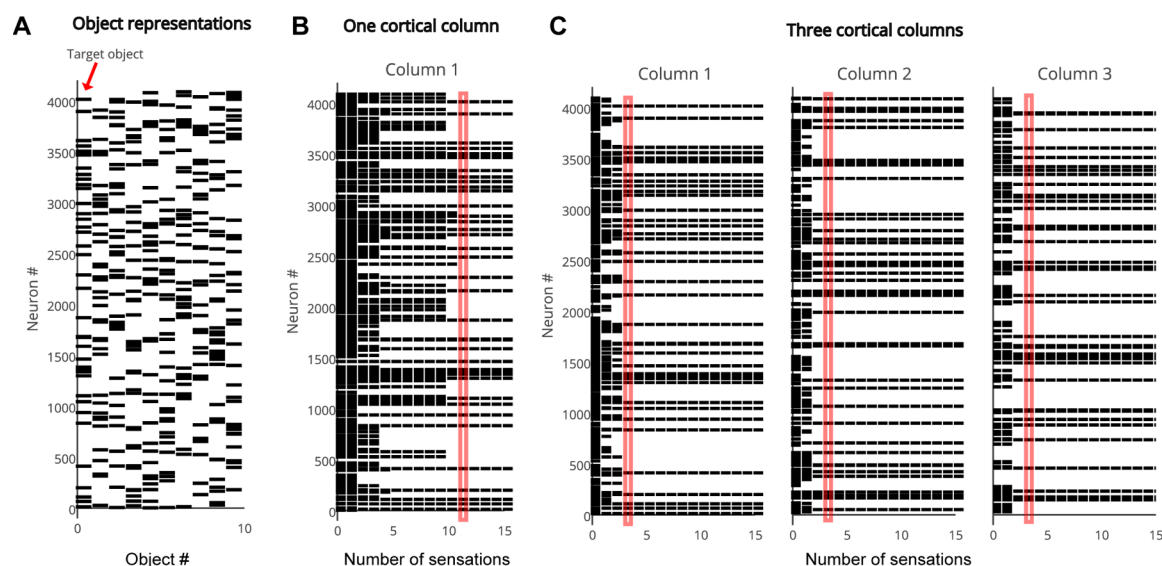 A
Object representations
Target object
4000
3500
3000
2500
2000
1500
1000
500
0
0
10
Neuron #
Object #
B
One cortical column
Column 1
4000
3500
3000
2500
2000
1500
1000
500
0
0
5
10
15
Neuron #
Number of sensations
C
Three cortical columns
Column 1
Column 2
Column 3
4000
3500
3000
2500
2000
1500
1000
500
0
Neuron #
0
5
10
15
0
5
10
15
0
5
10
15
Number of sensations